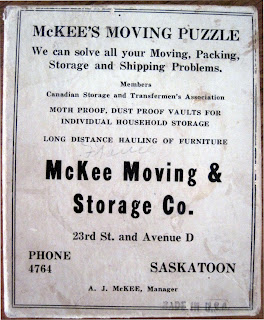 McKEE'S MOVING PUZZLE
We can solve all your Moving, Packing,
Storage and Shipping Problems.
Members
Canadian Storage and Transfermen's Association
MOTH PROOF, DUST PROOF VAULTS FOR
INDIVIDUAL HOUSEHOLD STORAGE
LONG DISTANCE HAULING OF FURNITURE
McKee Moving &
Storage Co.
23rd St. and Avenue D
PHONE
4764
SASKATOON
A. J. McKEE, Manager
MADE IN U.S.A.